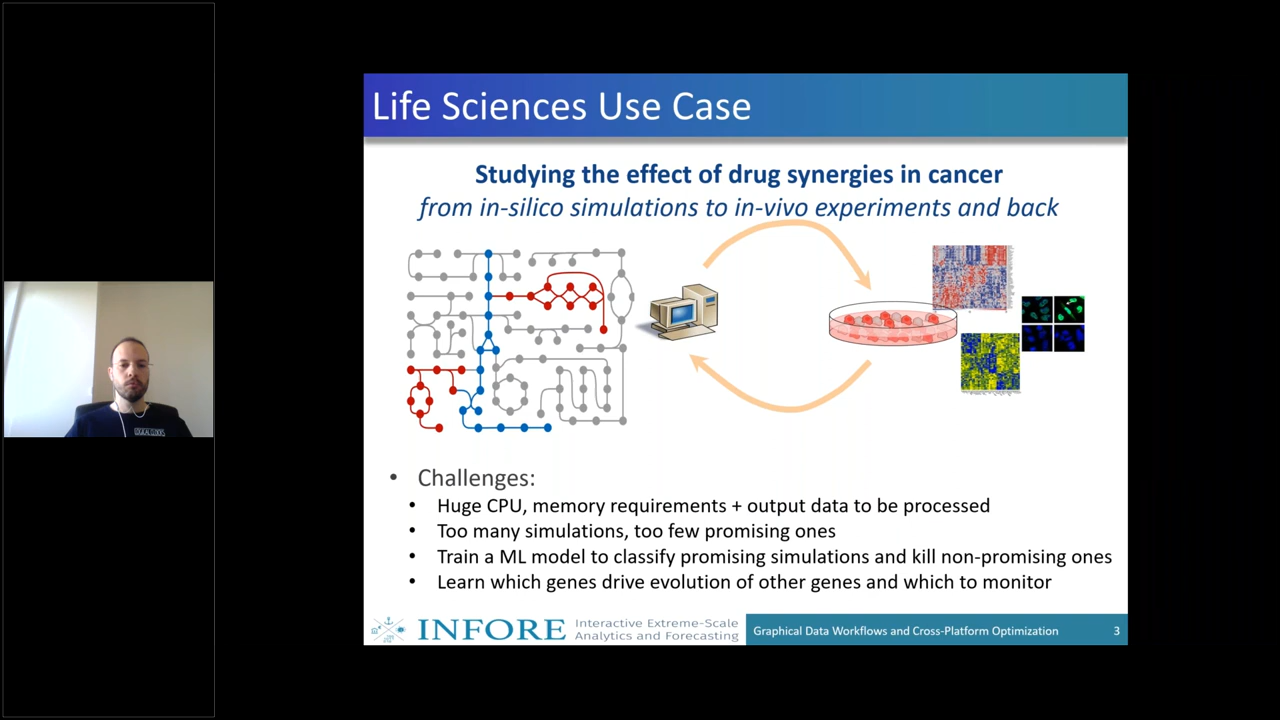 Life Sciences Use Case
Studying the effect of drug synergies in cancer
from in-silico simulations to in-vivo experiments and back
• Challenges:
• Huge CPU, memory requirements + output data to be processed
• Too many simulations, too few promising ones
• Train a ML model to classify promising simulations and kill non-promising ones
• Learn which genes drive evolution of other genes and which to monitor
INFORE
Interactive Extreme-Scale
Analytics and Forecasting
Graphical Data Workflows and Cross-Platform Optimization 3
LOGICAL CLOCKS